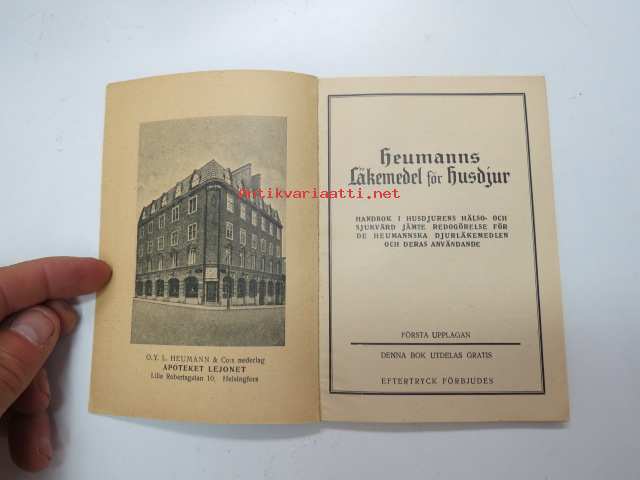 O.Y. L. HEUMANN & Co:s nederlag
APOTEKET LEJONET
Lilla Robertsgatan 10, Helsingfors
Heumanns
Läkemedel för Husdjur
HANDBOK I HUSDJURENS HÄLSO- OCH
SJUKVÅRD JÄMTE REDOGÖRELSE FÖR
DE HEUMANNSKA DJURLÄKEMEDLEN
OCH DERAS ANVÄNDANDE
FÖRSTA UPPLAGAN
DENNA BOK UTDELAS GRATIS
EFTERTRYCK FÖRBJUDES
Antikvariaatti.net